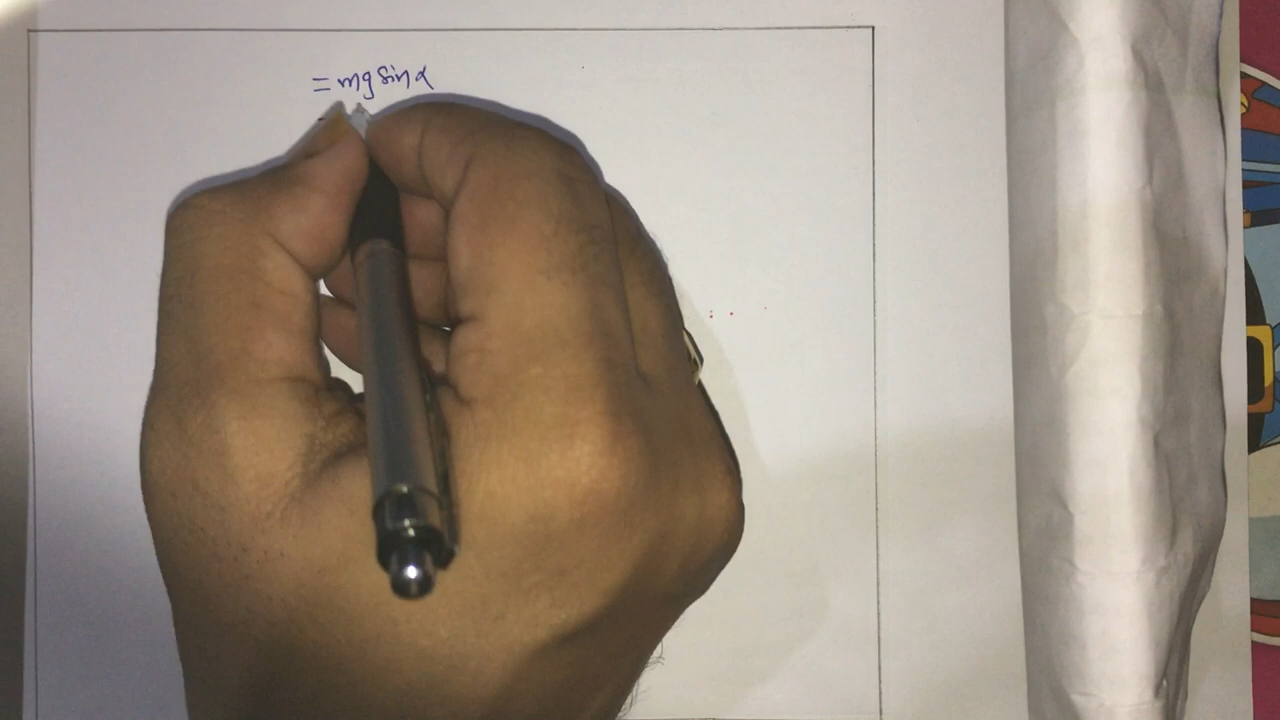 = mg sin α